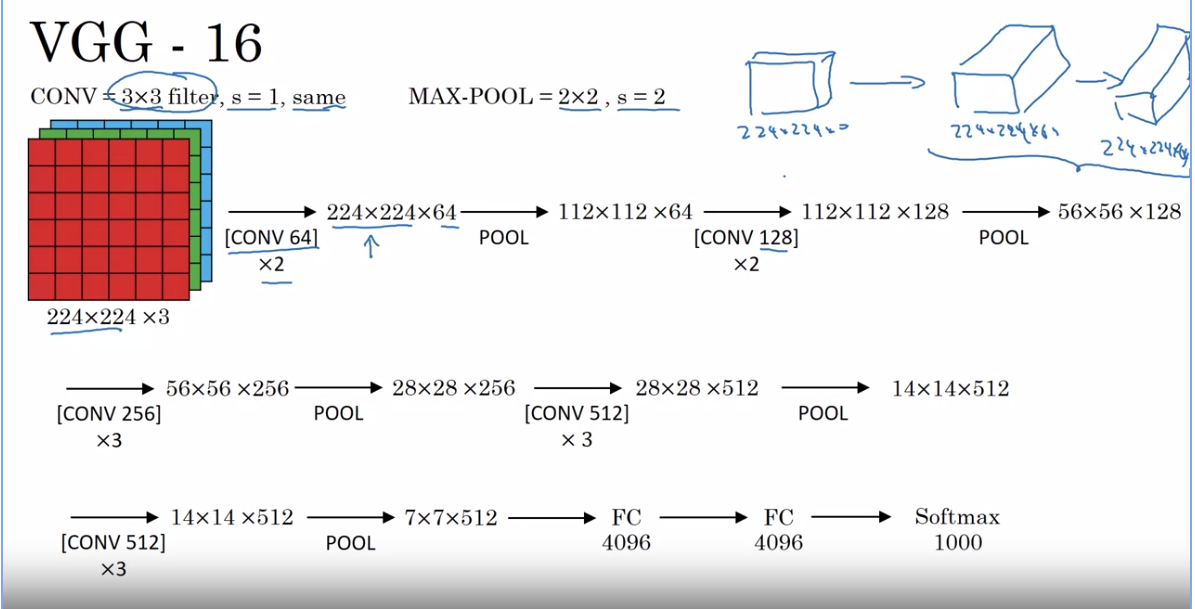 VGG - 16
CONV = 3×3 filter, s = 1, same MAX-POOL = 2×2 , s = 2
224×224×3
224×224×64
224×224×64
224×224×64 112×112 ×64 112×112 ×128 56×56 ×128
[CONV 64] POOL [CONV 128] POOL
×2 ×2
224×224 ×3
56×56 ×256 28×28 ×256 28×28 ×512 14×14×512
[CONV 256] POOL [CONV 512] POOL
×3 × 3
14×14 ×512 7×7×512 FC FC Softmax
[CONV 512] POOL 4096 4096 1000
×3